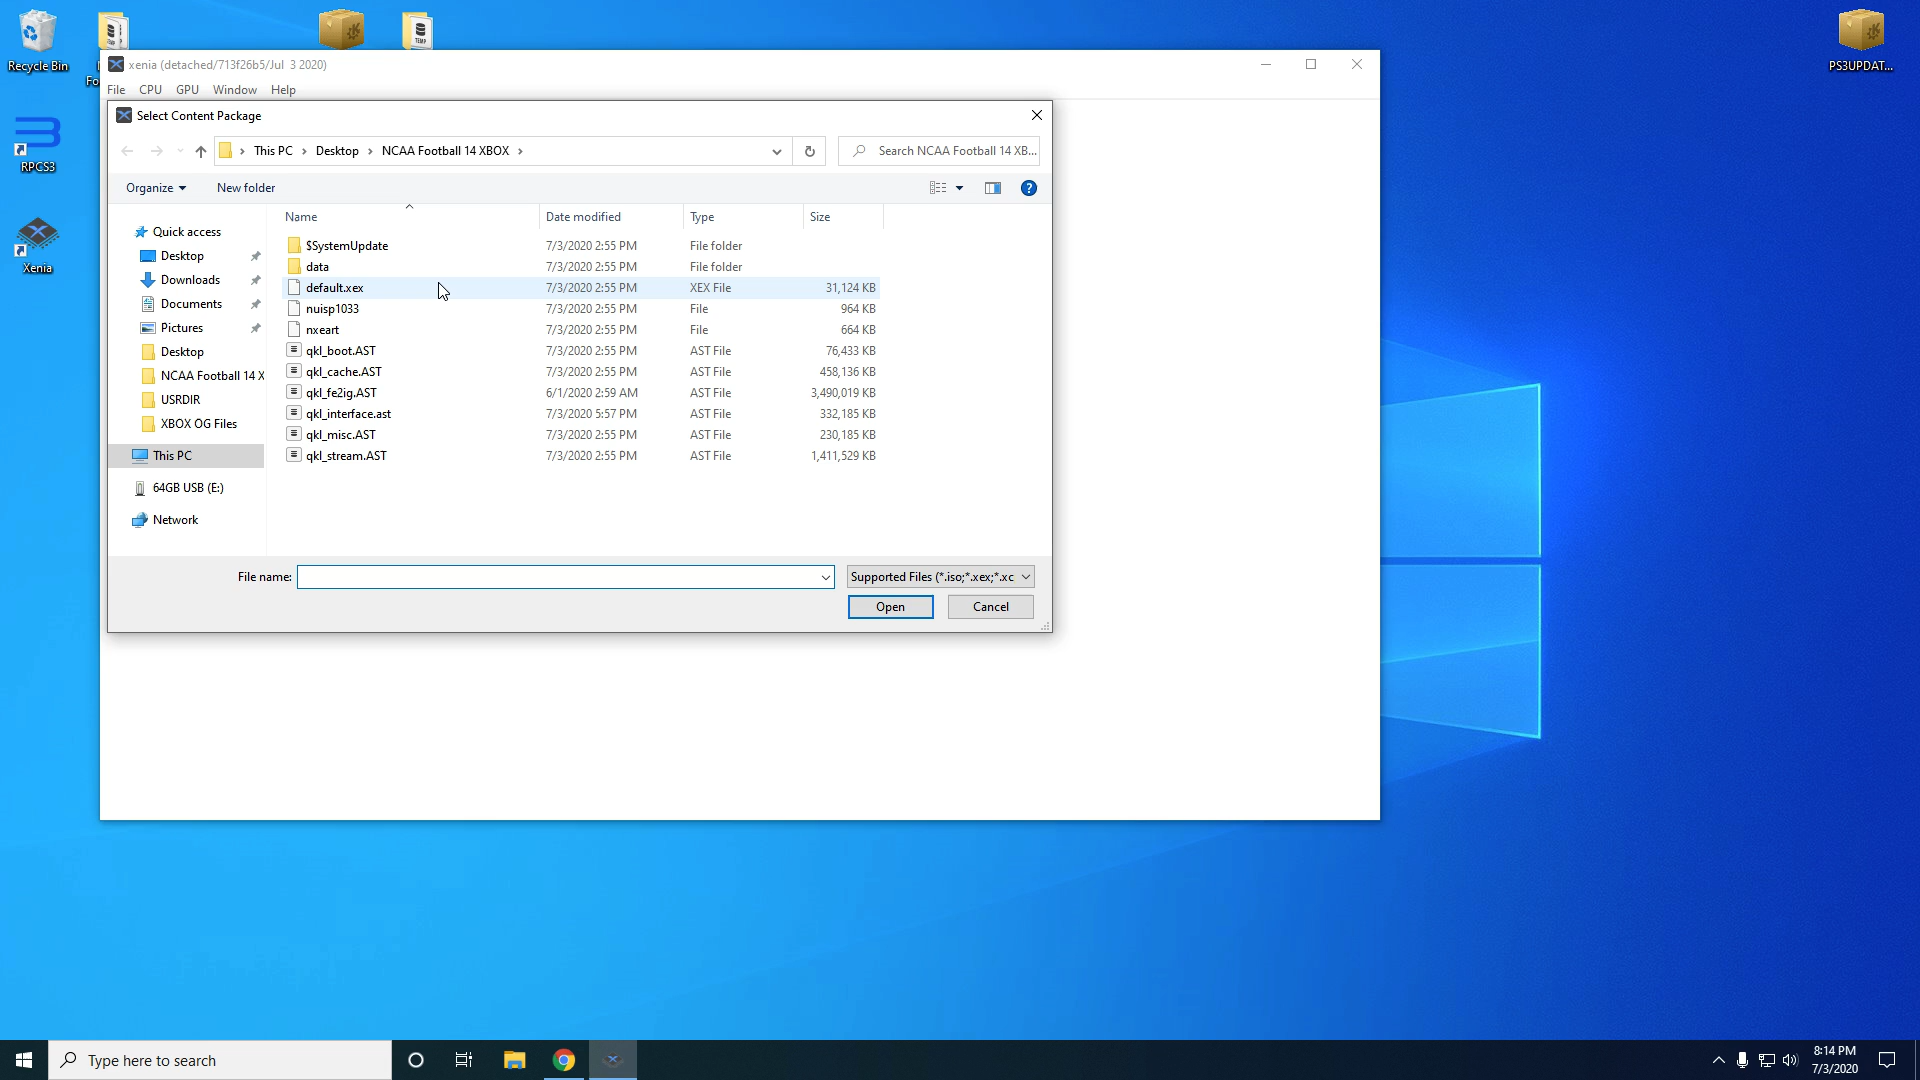 Recycle Bin
Fo
RPCS3
Xenia
TEMP
PS3UPDAT...
xenia (detached/713f26b5/Jul 3 2020)
File CPU GPU Window Help
Select Content Package
This PC > Desktop > NCAA Football 14 XBOX >
Search NCAA Football 14 XB...
Organize New folder
Name Date modified Type Size
Quick access
Desktop
Downloads
Documents
Pictures
Desktop
NCAA Football 14 X
USRDIR
XBOX OG Files
This PC
64GB USB (E:)
Network
$SystemUpdate 7/3/2020 2:55 PM File folder
data 7/3/2020 2:55 PM File folder
default.xex 7/3/2020 2:55 PM XEX File 31,124 KB
nuisp1033 7/3/2020 2:55 PM File 964 KB
nxeart 7/3/2020 2:55 PM File 664 KB
qkl_boot.AST 7/3/2020 2:55 PM AST File 76,433 KB
qkl_cache.AST 7/3/2020 2:55 PM AST File 458,136 KB
qkl_fe2ig.AST 6/1/2020 2:59 AM AST File 3,490,019 KB
qkl_interface.ast 7/3/2020 5:57 PM AST File 332,185 KB
qkl_misc.AST 7/3/2020 2:55 PM AST File 230,185 KB
qkl_stream.AST 7/3/2020 2:55 PM AST File 1,411,529 KB
File name:
Supported Files (*.iso;*.xex;*.xc
Open Cancel
Type here to search
8:14 PM
7/3/2020